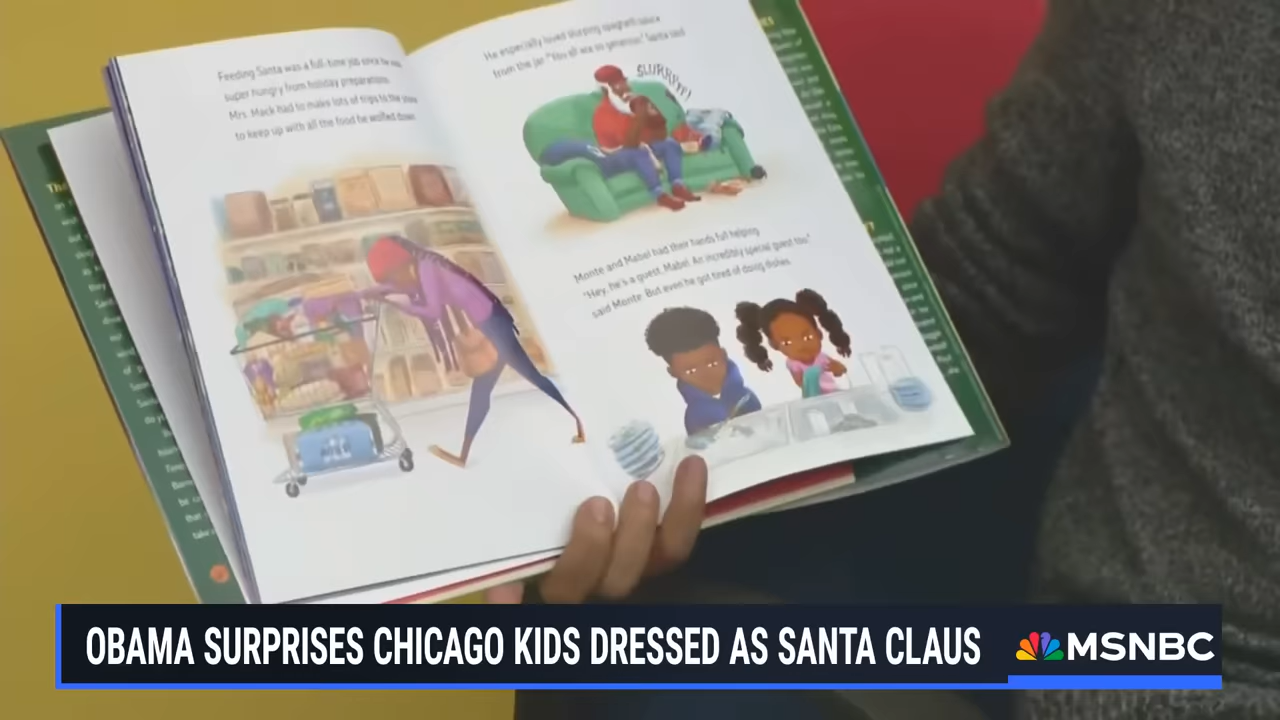 Feeding Santa was a full-time job since he was
super hungry from holiday preparations.
Mrs. Mack had to make lots of trips to the store
to keep up with all the food he wolfed down.
He especially loved slurping spaghetti sauce
from the jar. "You all are so generous," Santa said.
SLURRRPP!
Monte and Mabel had their hands full helping.
"Hey, he's a guest, Mabel. An incredibly special guest too,"
said Monte. But even he got tired of doing dishes.
OBAMA SURPRISES CHICAGO KIDS DRESSED AS SANTA CLAUS
MSNBC